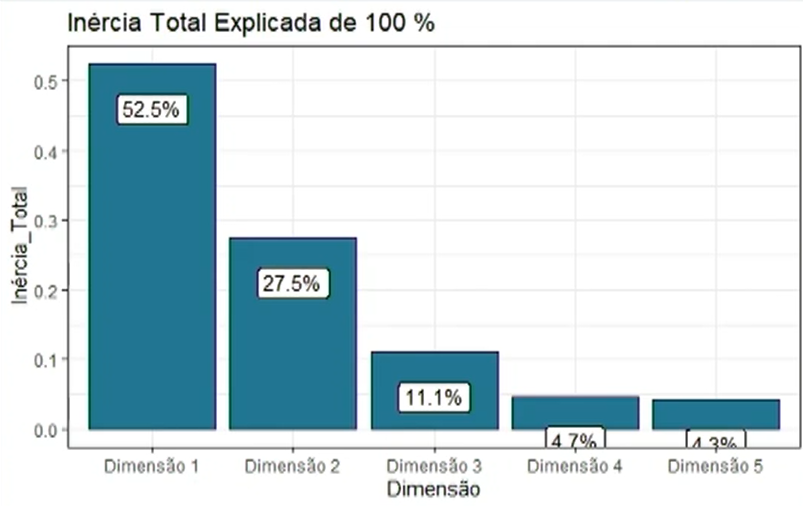 Inércia Total Explicada de 100 %
Inércia_Total
0.5
0.4
0.3
0.2
0.1
0.0
52.5%
27.5%
11.1%
4.7%
4.3%
Dimensão 1
Dimensão 2
Dimensão 3
Dimensão 4
Dimensão 5
Dimensão